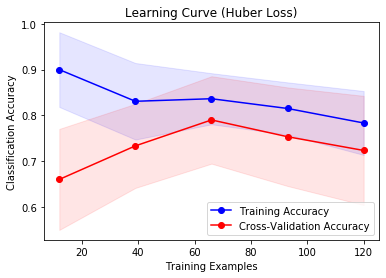 Learning Curve (Huber Loss)
Classification Accuracy
1.0
0.9
0.8
0.7
0.6
20 40 60 80 100 120
Training Examples
Training Accuracy
Cross-Validation Accuracy